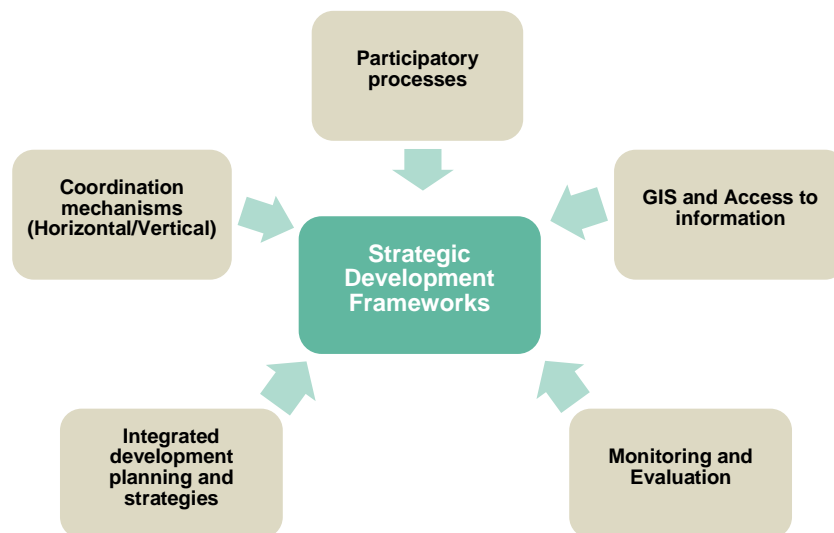 Participatory
processes
Coordination
mechanisms
(Horizontal/Vertical)
GIS and Access to
information
Strategic
Development
Frameworks
Integrated
development
planning and
strategies
Monitoring and
Evaluation